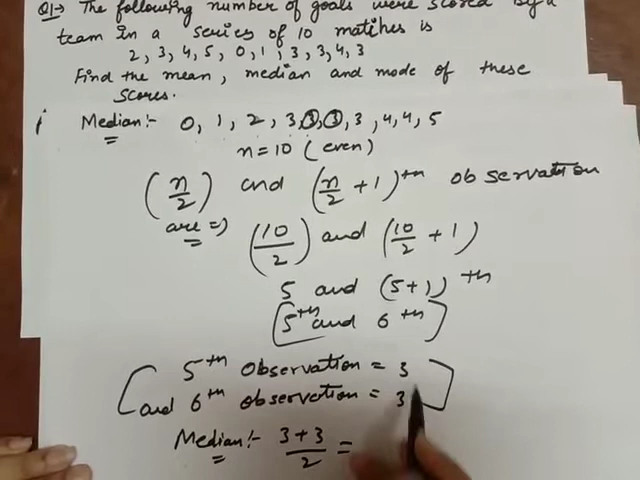 Q1→ The following number of goals were scored by a
team in a series of 10 matches is
2, 3, 4, 5, 0, 1, 3, 3, 4, 3
Find the mean, median and mode of these
scores.
Median:- 0, 1, 2, 3, 3, 3, 3, 4, 4, 5
n = 10 (even)
(n/2) and (n/2 + 1)th observation
are => (10/2) and (10/2 + 1)
5 and (5+1)th
[5th and 6th]
5th observation = 3
and 6th observation = 3
Median:- 3+3/2 =